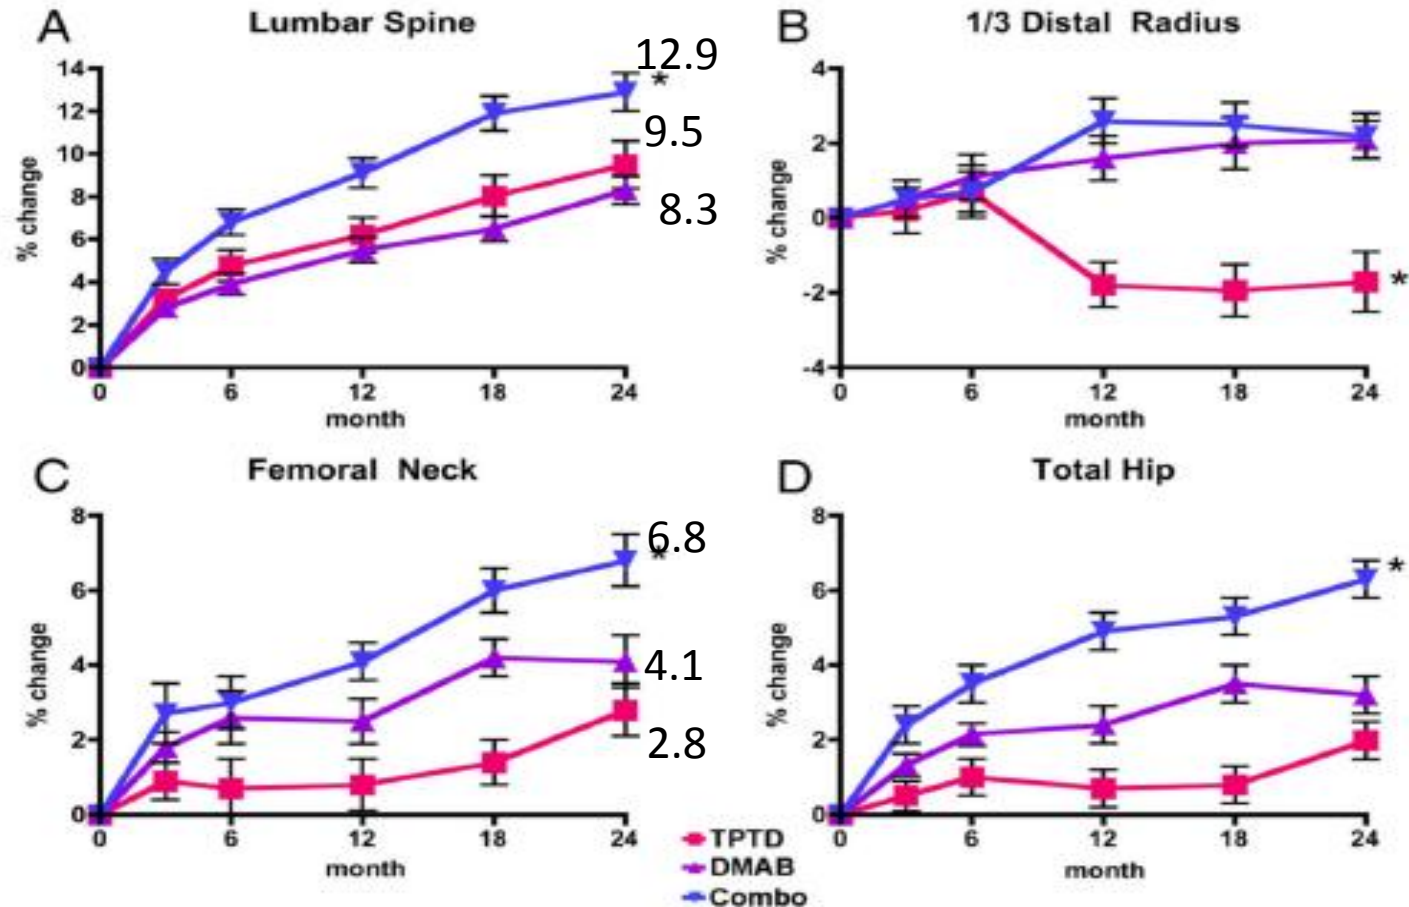 A Lumbar Spine
12.9
*
9.5
8.3
% change
14
12
10
8
6
4
2
0
0 6 12 18 24
month
B 1/3 Distal Radius
% change
4
2
0
-2
-4
*
0 6 12 18 24
month
C Femoral Neck
6.8
*
4.1
2.8
% change
8
6
4
2
0
0 6 12 18 24
month
D Total Hip
*
% change
8
6
4
2
0
0 6 12 18 24
month
TPTD
DMAB
Combo